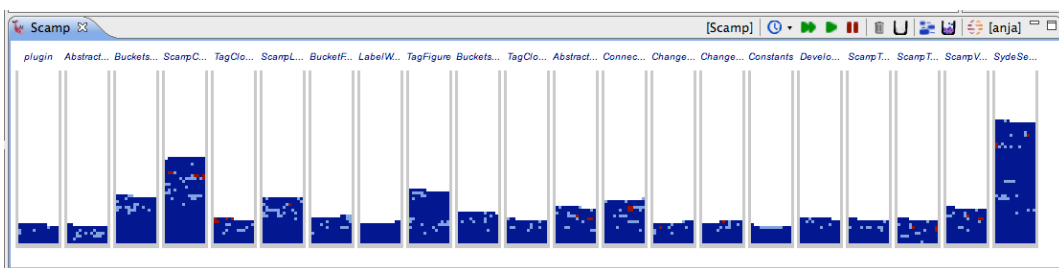 Scamp [Scamp] [anja]
plugin Abstract... Buckets... ScampC... TagClo... ScampL... BucketF... LabelW... TagFigure Buckets... TagClo... Abstract... Connec... Change... Change... Constants Develo... ScampT... ScampT... ScampV... SydeSe...